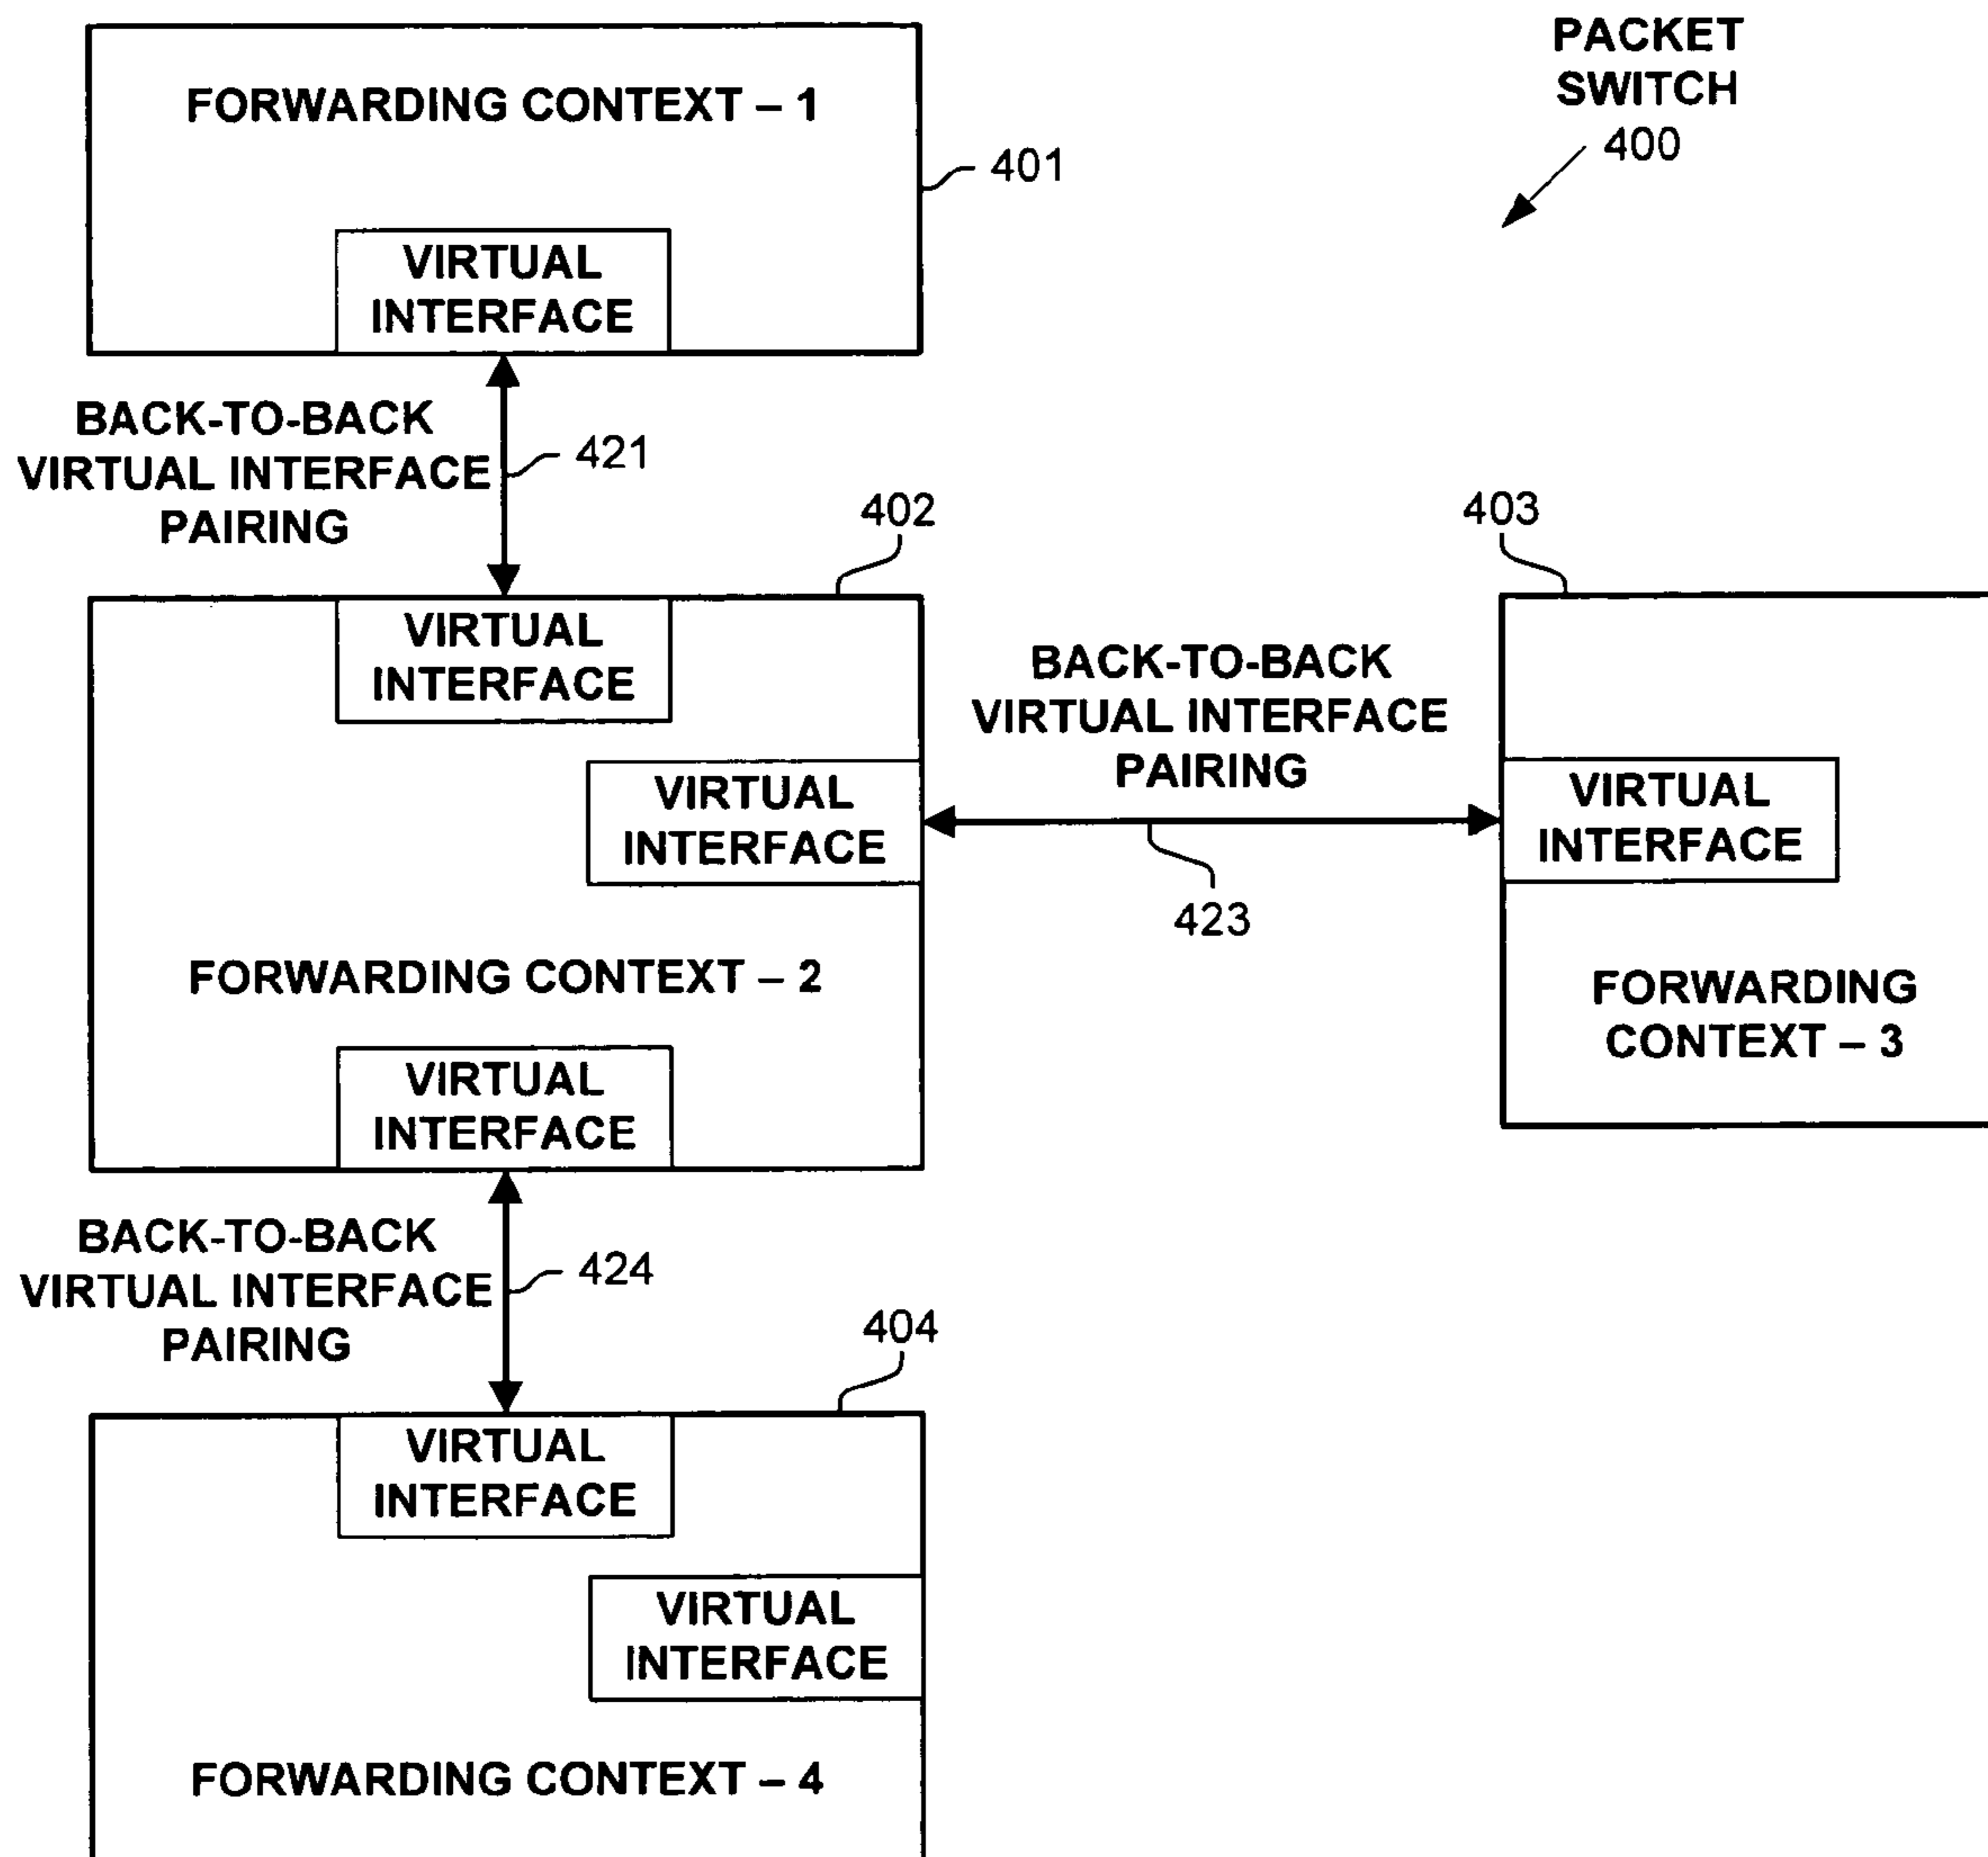 PACKET
SWITCH
400
FORWARDING CONTEXT – 1
401
VIRTUAL
INTERFACE
BACK-TO-BACK
VIRTUAL INTERFACE
PAIRING
421
402
403
VIRTUAL
INTERFACE
BACK-TO-BACK
VIRTUAL INTERFACE
PAIRING
423
VIRTUAL
INTERFACE
VIRTUAL
INTERFACE
FORWARDING CONTEXT – 2
FORWARDING
CONTEXT – 3
VIRTUAL
INTERFACE
BACK-TO-BACK
VIRTUAL INTERFACE
PAIRING
424
404
VIRTUAL
INTERFACE
VIRTUAL
INTERFACE
FORWARDING CONTEXT – 4